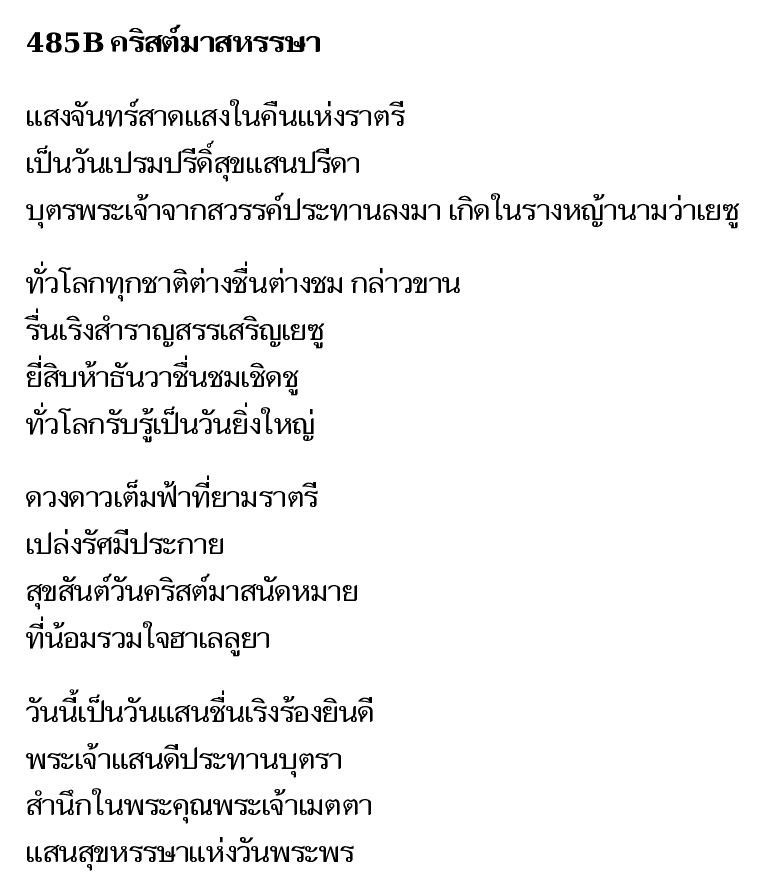 485B คริสต์มาสหรรษา
แสงจันทร์สาดแสงในคืนแห่งราตรี
เป็นวันเปรมปรีดิ์สุขแสนปรีดา
บุตรพระเจ้าจากสวรรค์ประทานลงมา เกิดในรางหญ้านามว่าเยซู
ทั่วโลกทุกชาติต่างชื่นต่างชม กล่าวขาน
รื่นเริงสำราญสรรเสริญเยซู
ยี่สิบห้าธันวาชื่นชมเชิดชู
ทั่วโลกรับรู้เป็นวันยิ่งใหญ่
ดวงดาวเต็มฟ้าที่ยามราตรี
เปล่งรัศมีประกาย
สุขสันต์วันคริสต์มาสนัดหมาย
ที่น้อมรวมใจฮาเลลูยา
วันนี้เป็นวันแสนชื่นเริงร้องยินดี
พระเจ้าแสนดีประทานบุตรา
สำนึกในพระคุณพระเจ้าเมตตา
แสนสุขหรรษาแห่งวันพระพร